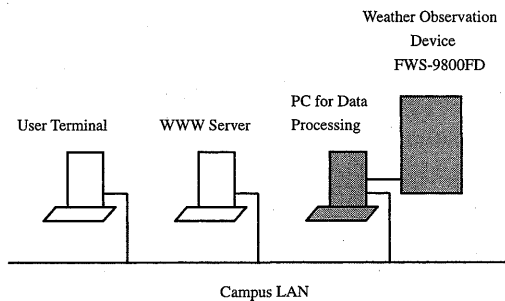 Weather Observation
Device
FWS-9800FD
PC for Data
Processing
User Terminal
WWW Server
Campus LAN